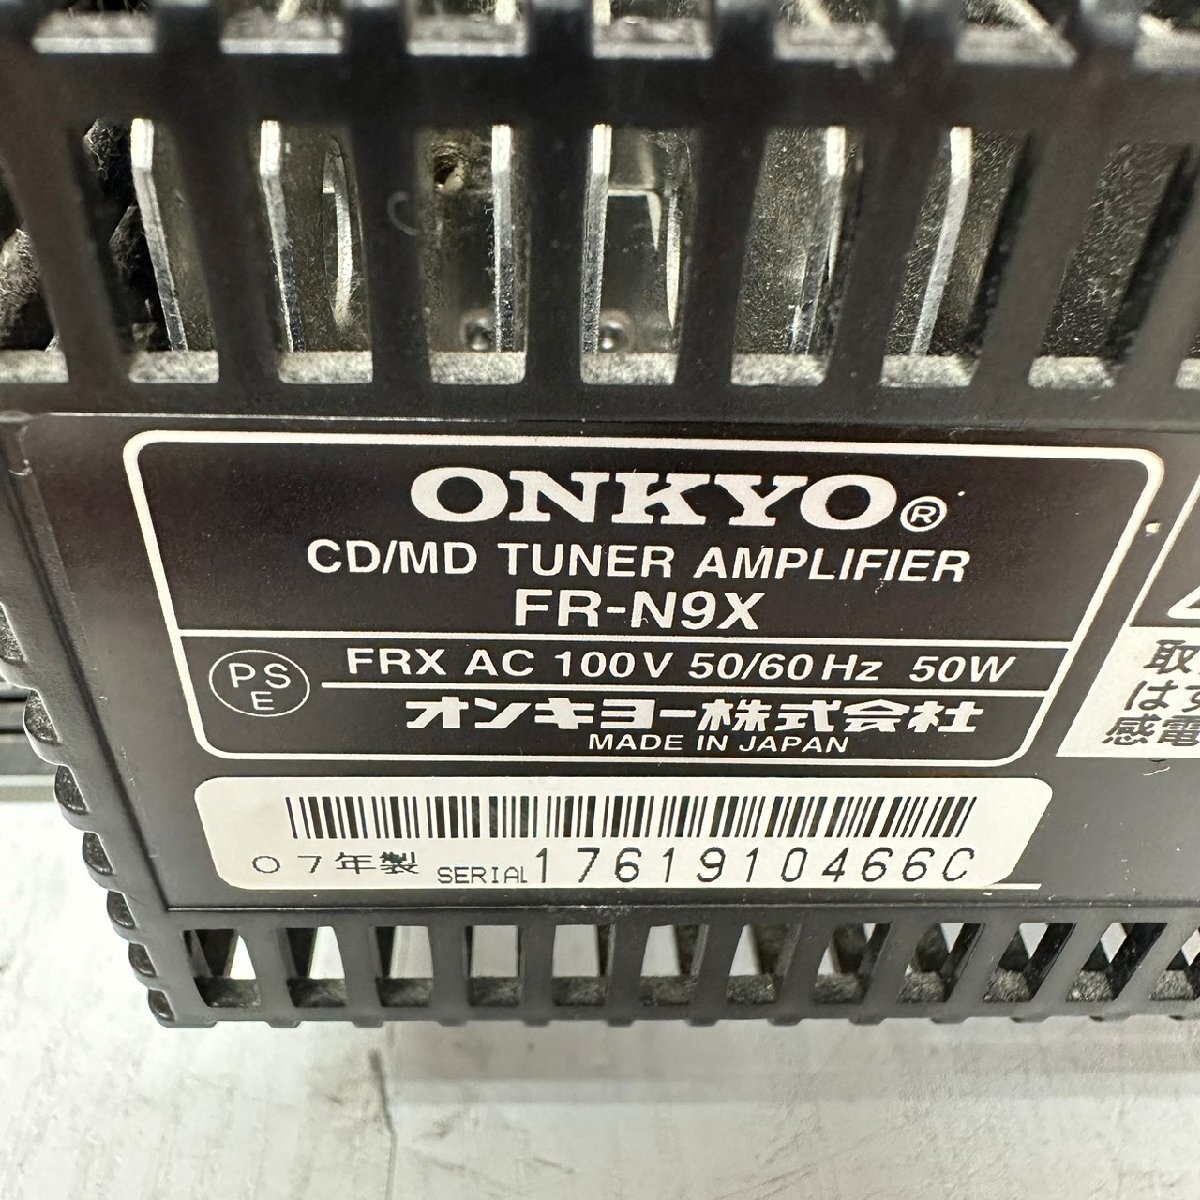 ONKYO®
CD/MD TUNER AMPLIFIER
FR-N9X
PS
E
FRX AC 100V 50/60Hz 50W
オンキヨー株式会社
MADE IN JAPAN
07年製 SERIAL 1761910466C
取
はず
感電